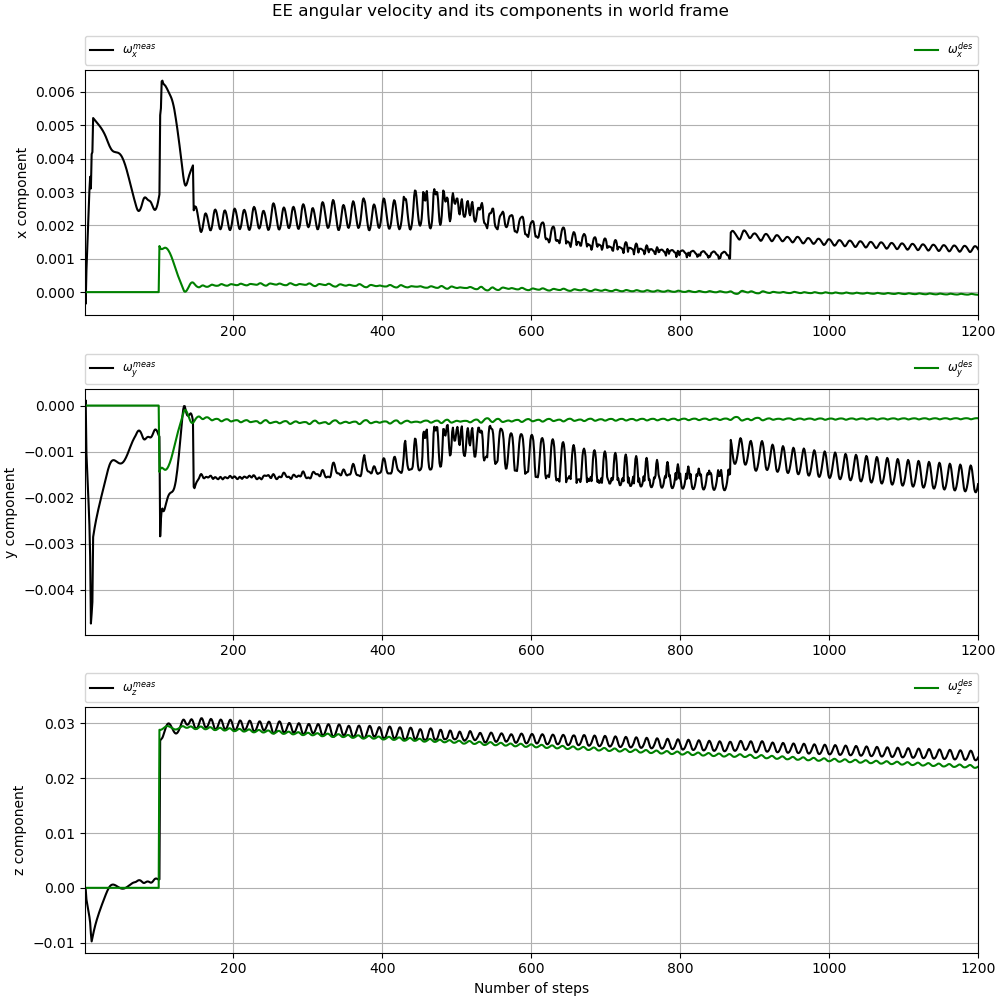 EE angular velocity and its components in world frame
ω_x^meas ω_x^des
0.006
0.005
0.004
0.003
0.002
0.001
0.000
x component
200 400 600 800 1000 1200
ω_y^meas ω_y^des
0.000
−0.001
−0.002
−0.003
−0.004
y component
200 400 600 800 1000 1200
ω_z^meas ω_z^des
0.03
0.02
0.01
0.00
−0.01
z component
200 400 600 800 1000 1200
Number of steps